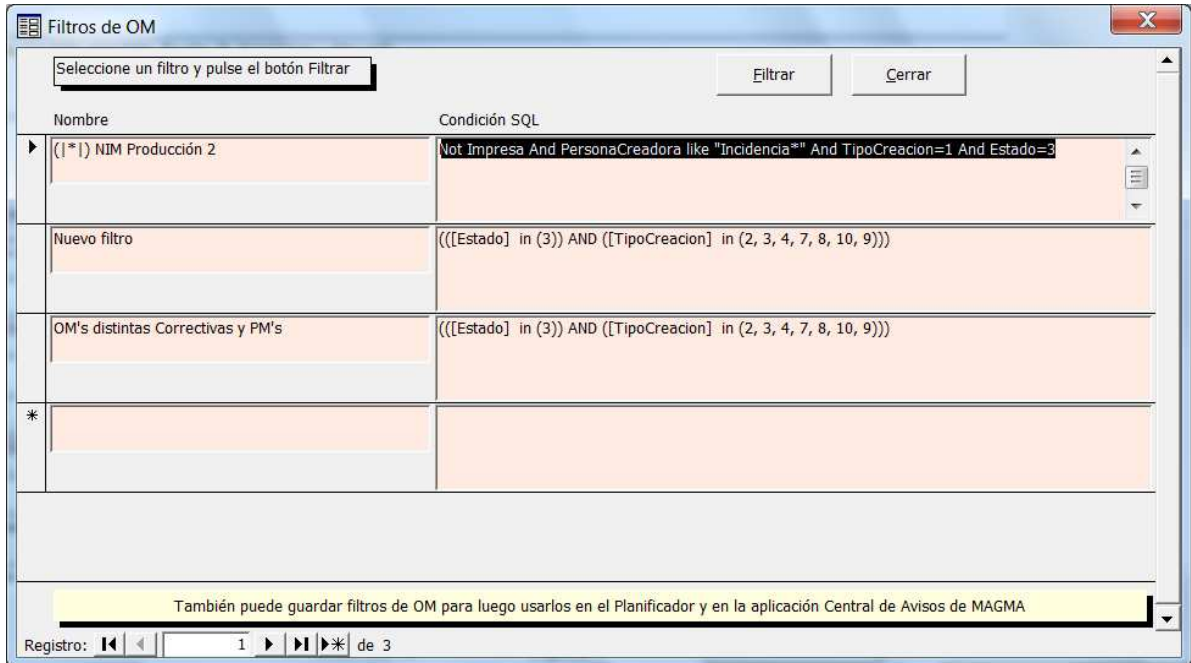 Filtros de OM
Seleccione un filtro y pulse el botón Filtrar
Filtrar
Cerrar
Nombre
Condición SQL
(|*|) NIM Producción 2
Not Impresa And PersonaCreadora like "Incidencia*" And TipoCreacion=1 And Estado=3
Nuevo filtro
(([Estado]  in (3)) AND ([TipoCreacion]  in (2, 3, 4, 7, 8, 10, 9)))
OM's distintas Correctivas y PM's
(([Estado]  in (3)) AND ([TipoCreacion]  in (2, 3, 4, 7, 8, 10, 9)))
También puede guardar filtros de OM para luego usarlos en el Planificador y en la aplicación Central de Avisos de MAGMA
Registro: 1 de 3